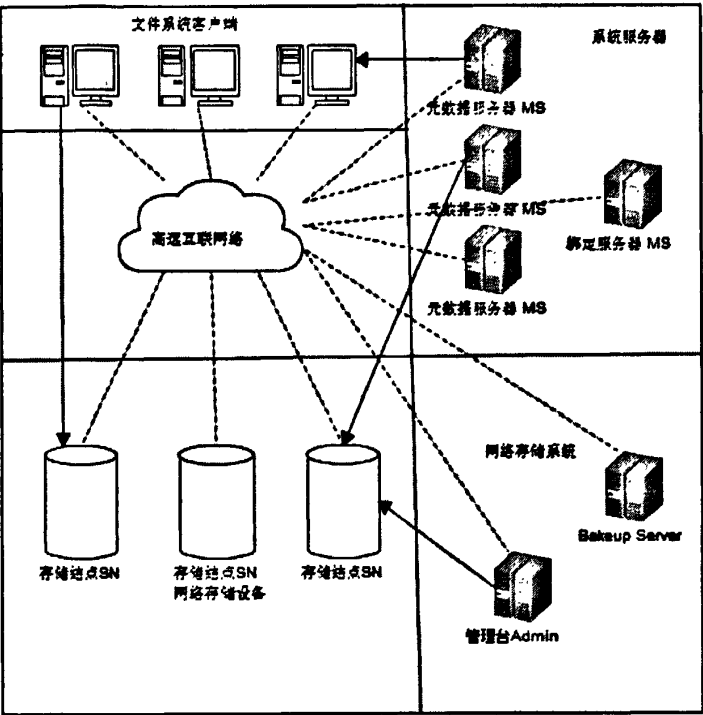 文件系统客户端
系统服务器
元数据服务器 MS
元数据服务器 MS
绑定服务器 MS
高速互联网络
元数据服务器 MS
网络存储系统
Bakeup Server
存储结点SN
存储结点SN
网络存储设备
存储结点SN
管理台Admin